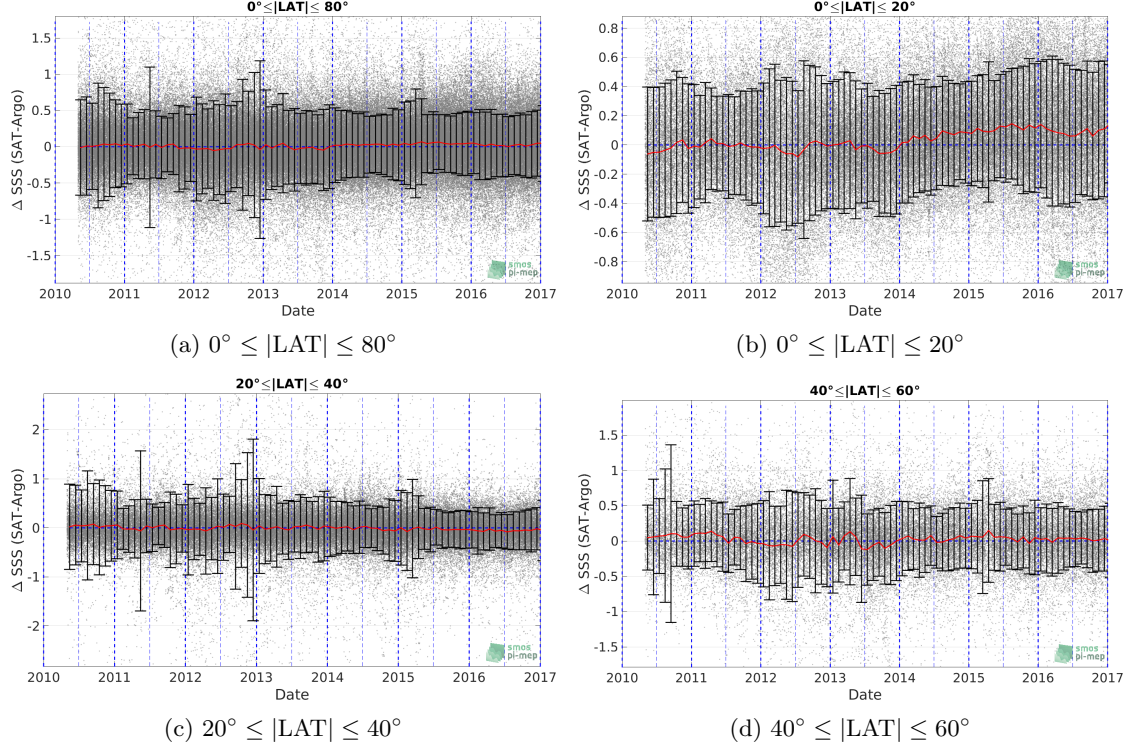 0°≤|LAT|≤ 80°
Δ SSS (SAT-Argo)
1.5
1
0.5
0
-0.5
-1
-1.5
smos
pi-mep
2010 2011 2012 2013 2014 2015 2016 2017
Date
(a) 0° ≤ |LAT| ≤ 80°
0°≤|LAT|≤ 20°
Δ SSS (SAT-Argo)
0.8
0.6
0.4
0.2
0
-0.2
-0.4
-0.6
-0.8
smos
pi-mep
2010 2011 2012 2013 2014 2015 2016 2017
Date
(b) 0° ≤ |LAT| ≤ 20°
20°≤|LAT|≤ 40°
Δ SSS (SAT-Argo)
2
1
0
-1
-2
smos
pi-mep
2010 2011 2012 2013 2014 2015 2016 2017
Date
(c) 20° ≤ |LAT| ≤ 40°
40°≤|LAT|≤ 60°
Δ SSS (SAT-Argo)
1.5
1
0.5
0
-0.5
-1
-1.5
smos
pi-mep
2010 2011 2012 2013 2014 2015 2016 2017
Date
(d) 40° ≤ |LAT| ≤ 60°